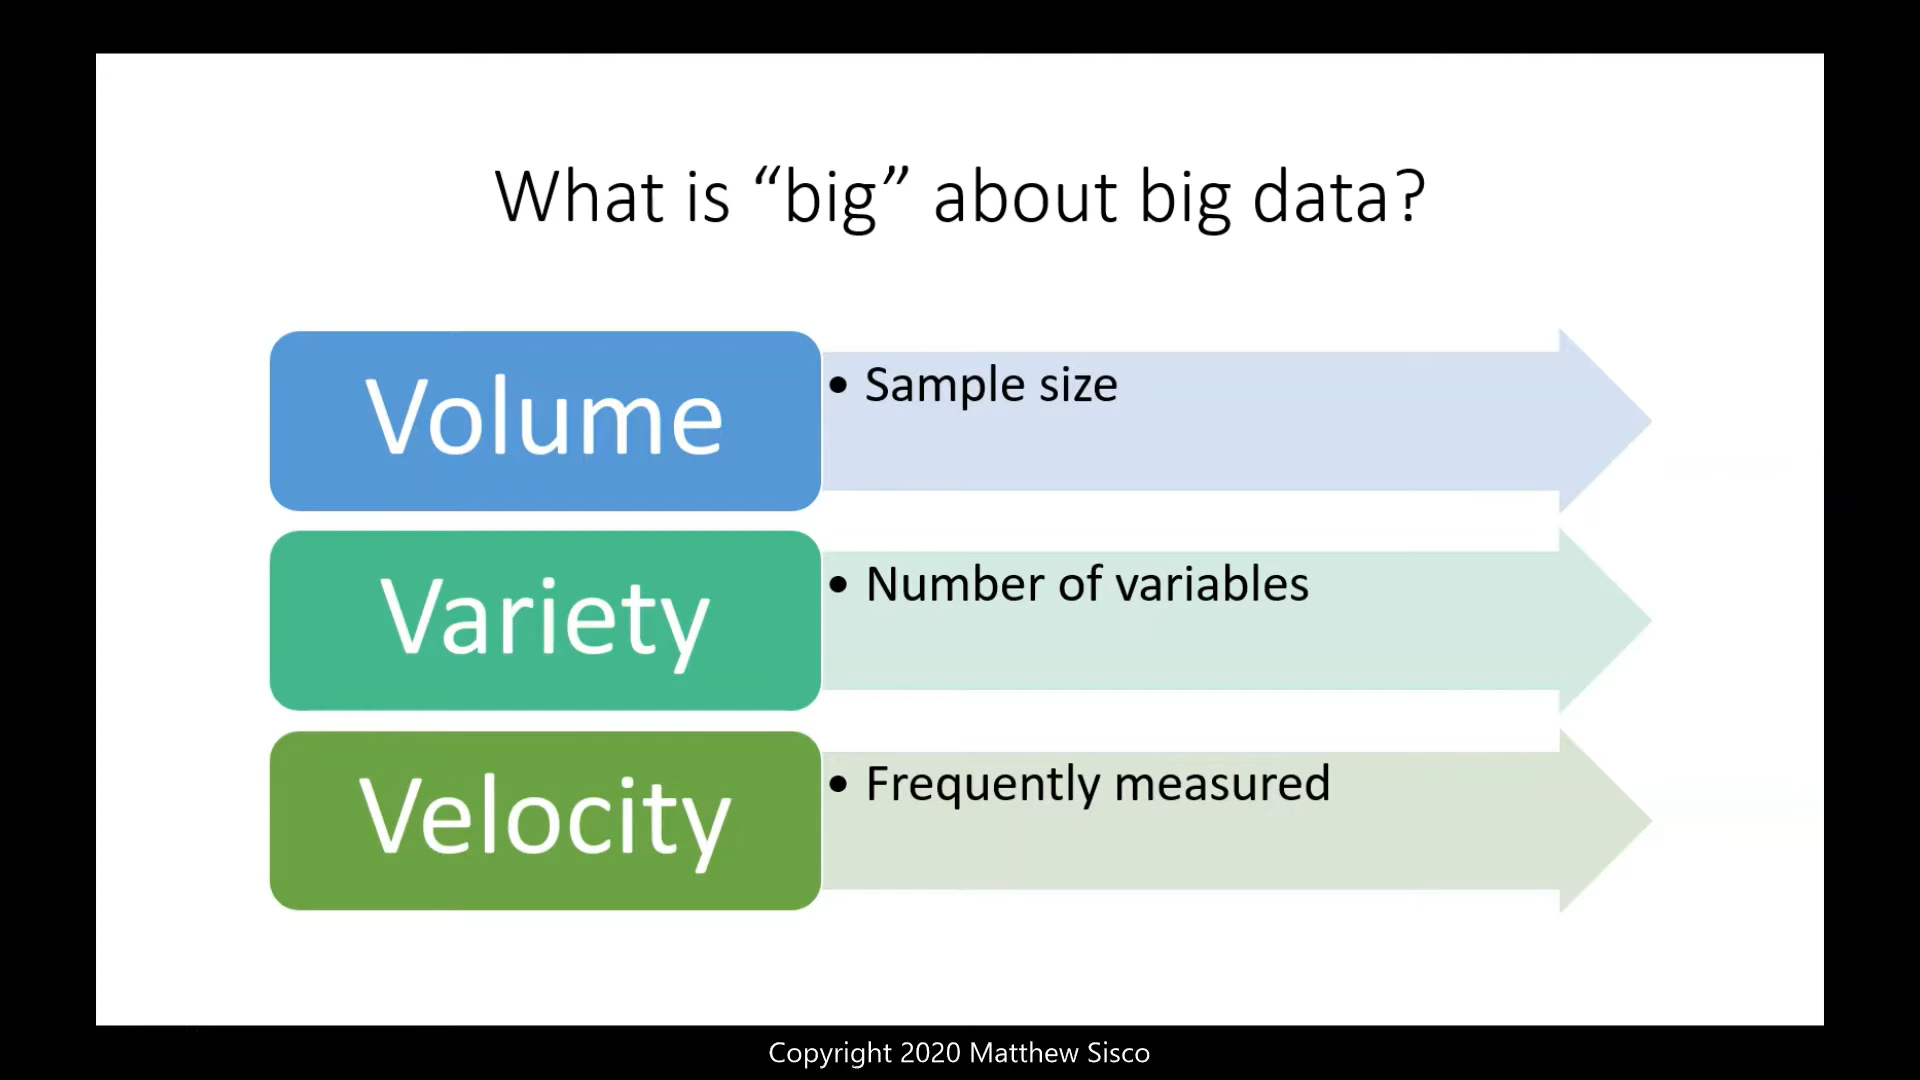 What is “big” about big data?
Volume
• Sample size
Variety
• Number of variables
Velocity
• Frequently measured
Copyright 2020 Matthew Sisco